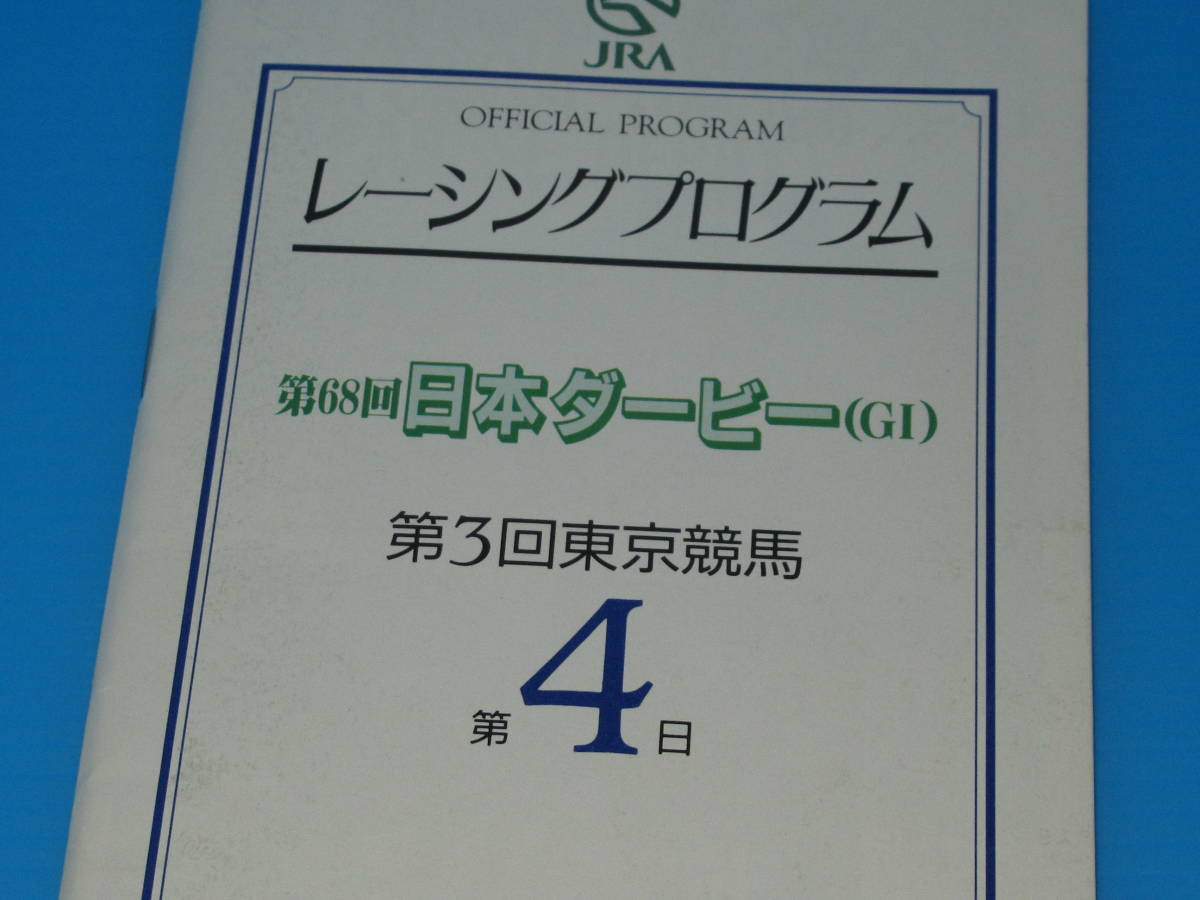 JRA
OFFICIAL PROGRAM
レーシングプログラム
第68回日本ダービー(GI)
第3回東京競馬
第4日